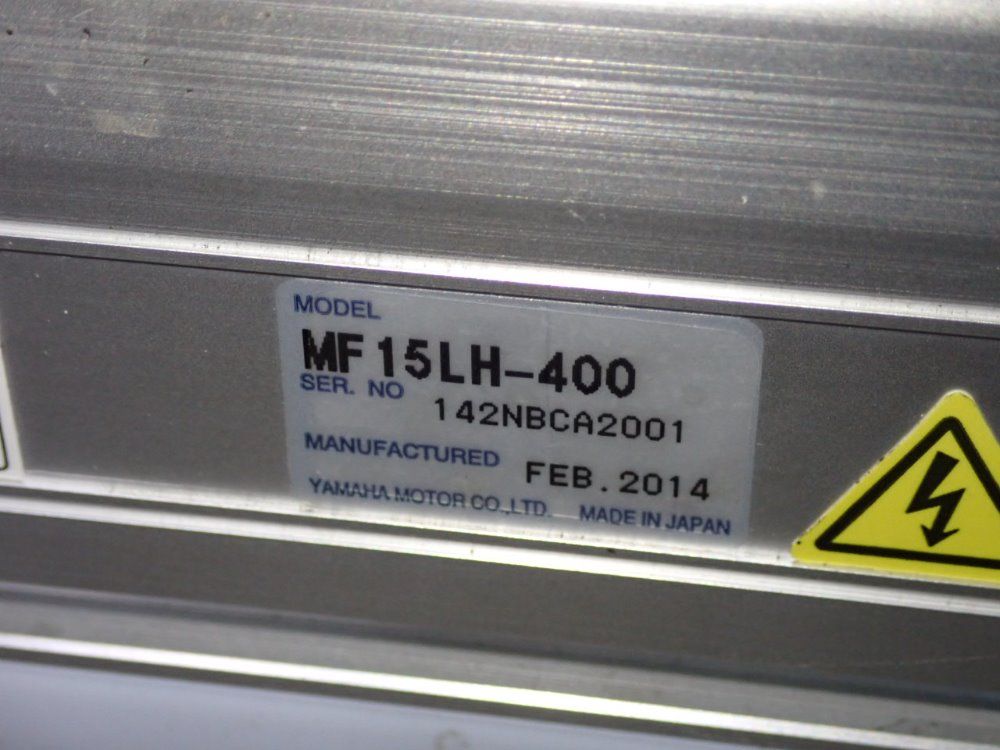 MODEL
MF15LH-400
SER. NO
142NBCA2001
MANUFACTURED
FEB.2014
YAMAHA MOTOR CO.,LTD. MADE IN JAPAN